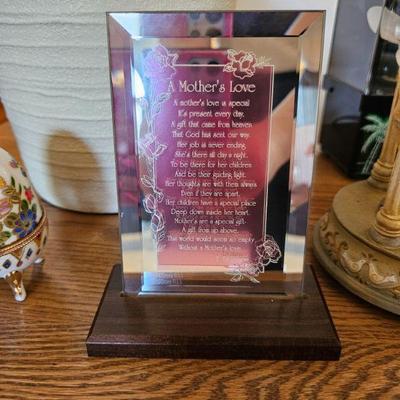 A Mother's Love
A mother's love is special
It's present every day.
A gift that came from heaven
That God has sent our way.
Her job is never ending,
She's there all day & night.
To be there for her children
And be their guiding light.
Her thoughts are with them always
Even if they are apart.
Her children have a special place
Deep down inside her heart.
Mothers are a special gift.
A gift from up above.
This world would seem so empty
Without a Mother's love.